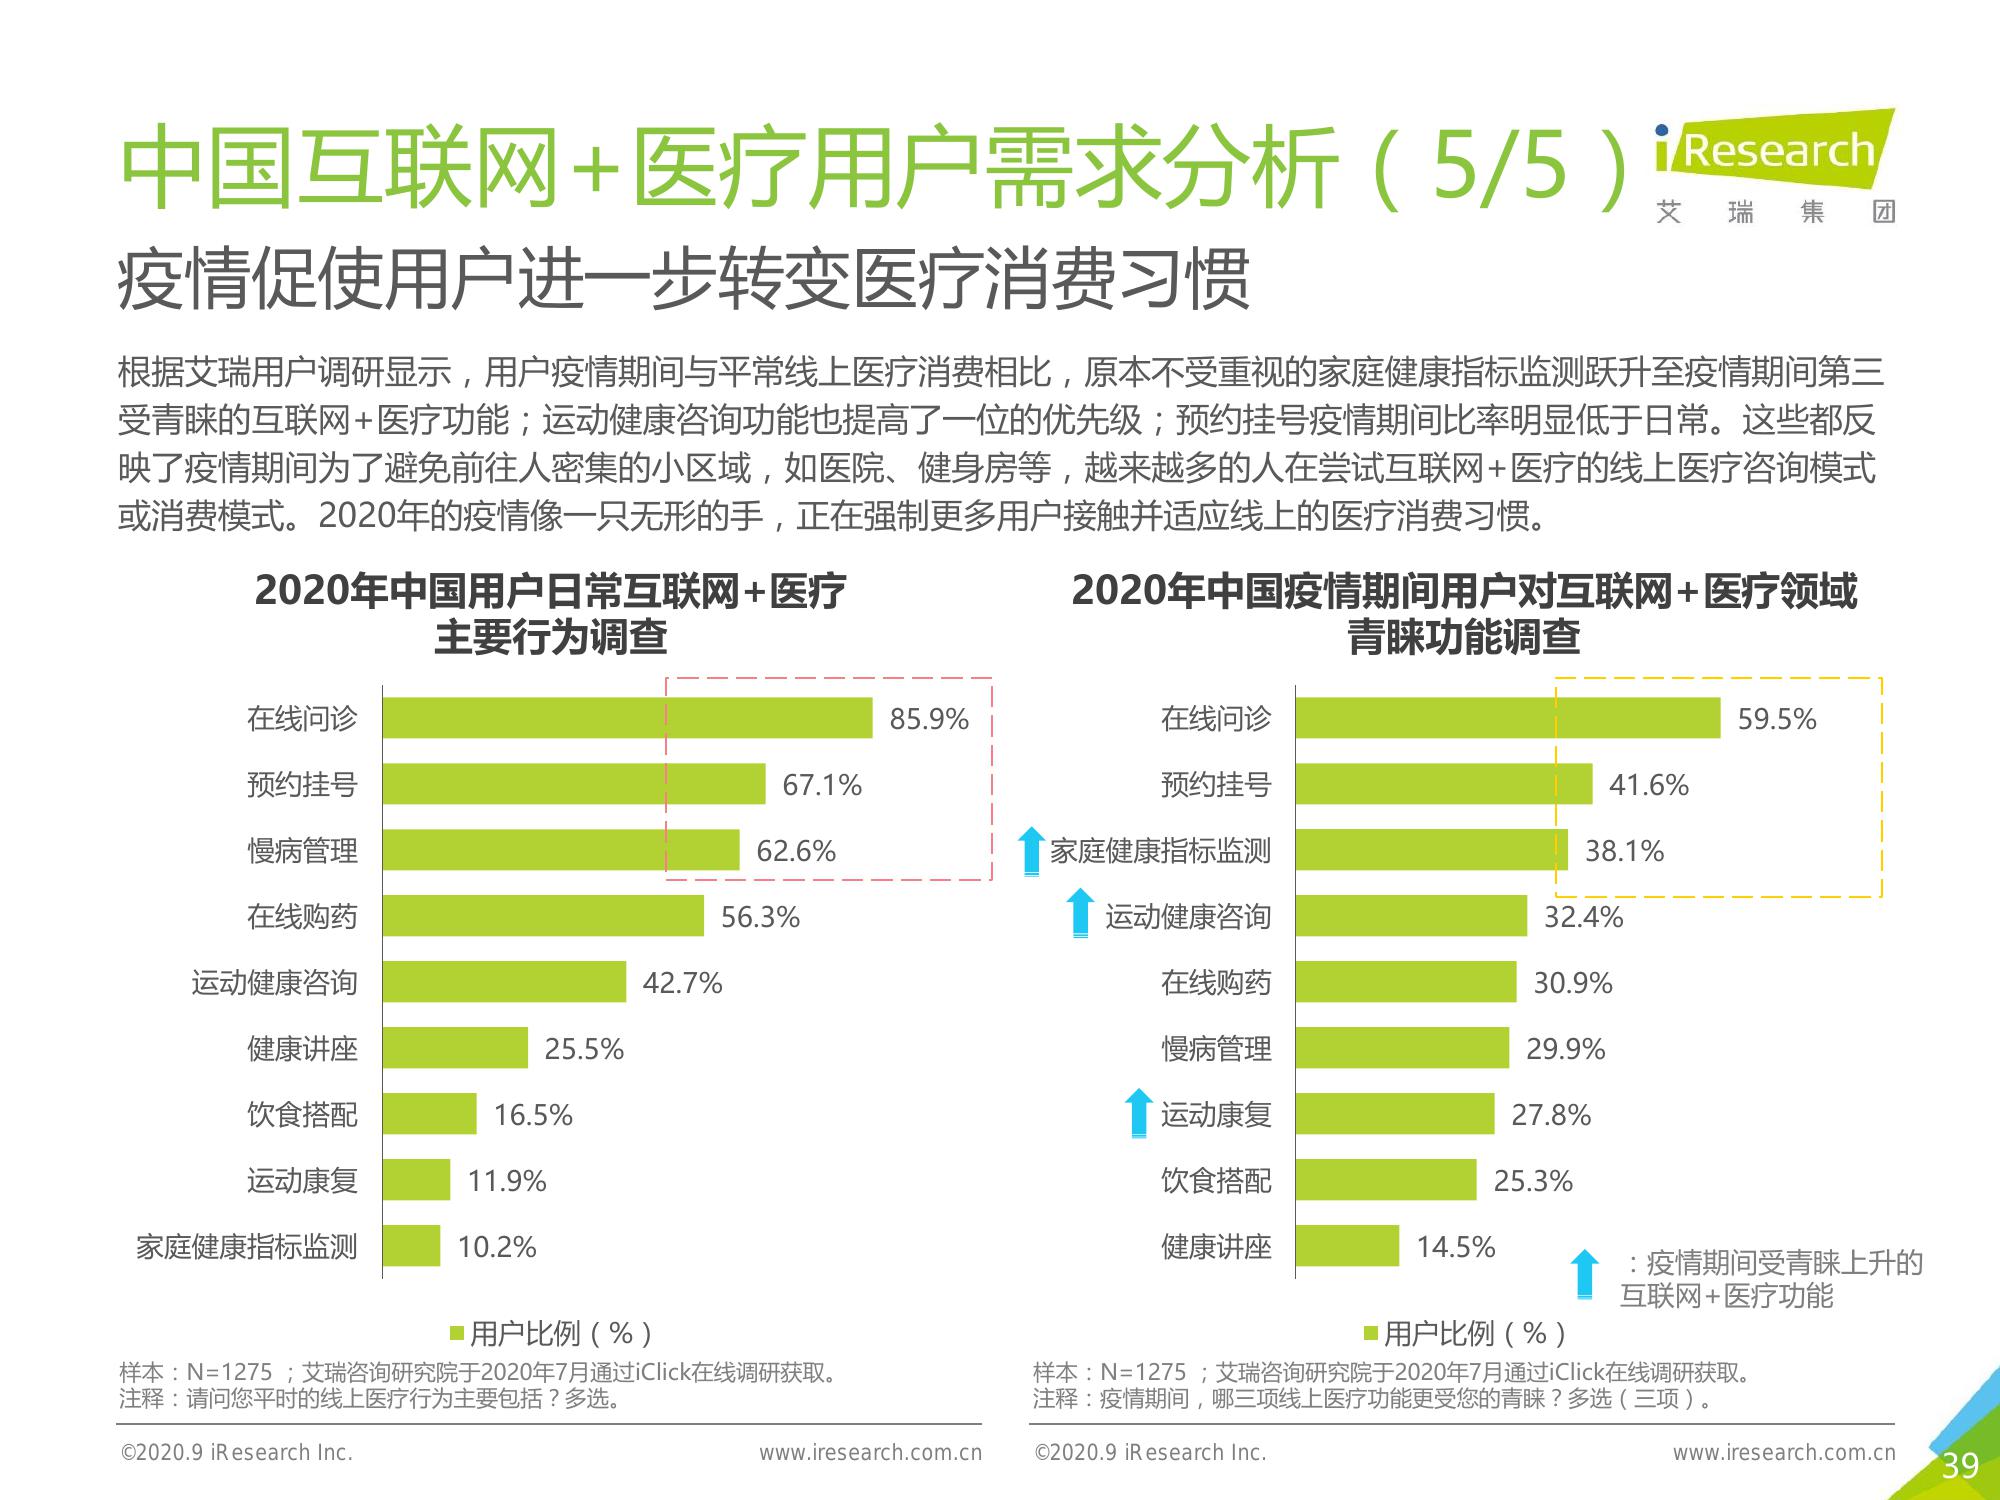 中国互联网+医疗用户需求分析（5/5）
iResearch
艾瑞集团
疫情促使用户进一步转变医疗消费习惯
根据艾瑞用户调研显示，用户疫情期间与平常线上医疗消费相比，原本不受重视的家庭健康指标监测跃升至疫情期间第三
受青睐的互联网+医疗功能；运动健康咨询功能也提高了一位的优先级；预约挂号疫情期间比率明显低于日常。这些都反
映了疫情期间为了避免前往人密集的小区域，如医院、健身房等，越来越多的人在尝试互联网+医疗的线上医疗咨询模式
或消费模式。2020年的疫情像一只无形的手，正在强制更多用户接触并适应线上的医疗消费习惯。
2020年中国用户日常互联网+医疗
主要行为调查
在线问诊 85.9%
预约挂号 67.1%
慢病管理 62.6%
在线购药 56.3%
运动健康咨询 42.7%
健康讲座 25.5%
饮食搭配 16.5%
运动康复 11.9%
家庭健康指标监测 10.2%
用户比例（%）
样本：N=1275 ；艾瑞咨询研究院于2020年7月通过iClick在线调研获取。
注释：请问您平时的线上医疗行为主要包括？多选。
©2020.9 iResearch Inc. www.iresearch.com.cn
2020年中国疫情期间用户对互联网+医疗领域
青睐功能调查
在线问诊 59.5%
预约挂号 41.6%
家庭健康指标监测 38.1%
运动健康咨询 32.4%
在线购药 30.9%
慢病管理 29.9%
运动康复 27.8%
饮食搭配 25.3%
健康讲座 14.5%
：疫情期间受青睐上升的
互联网+医疗功能
用户比例（%）
样本：N=1275 ；艾瑞咨询研究院于2020年7月通过iClick在线调研获取。
注释：疫情期间，哪三项线上医疗功能更受您的青睐？多选（三项）。
©2020.9 iResearch Inc. www.iresearch.com.cn
39